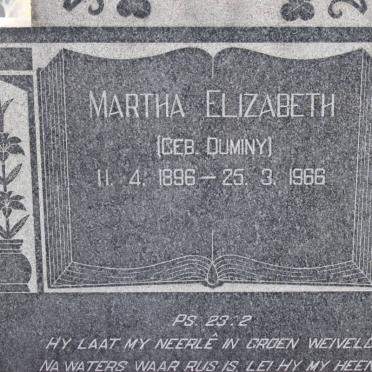 MARTHA ELIZABETH
(GEB. DUMINY)
11. 4. 1896 – 25. 3. 1966
PS. 23:2
HY LAAT MY NEERLÊ IN GROEN WEIVELD
NA WATERS WAAR RUS IS, LEI HY MY HEEN